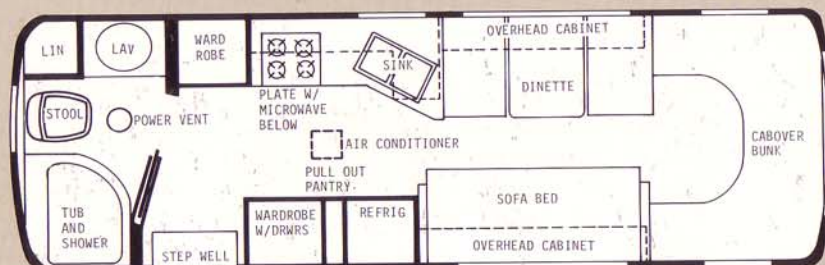 LIN
LAV
WARD
ROBE
OVERHEAD CABINET
SINK
DINETTE
STOOL
POWER VENT
PLATE W/
MICROWAVE
BELOW
AIR CONDITIONER
CABOVER
BUNK
PULL OUT
PANTRY.
TUB
AND
SHOWER
WARDROBE
W/DRWRS
REFRIG
SOFA BED
STEP WELL
OVERHEAD CABINET